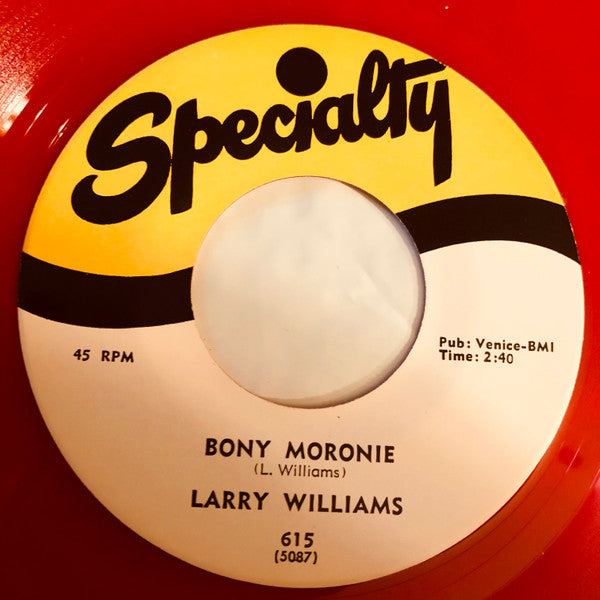 Specialty
45 RPM
Pub: Venice-BMI
Time: 2:40
BONY MORONIE
(L. Williams)
LARRY WILLIAMS
615
(5087)